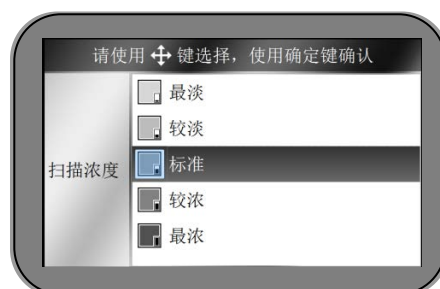 请使用 键选择，使用确定键确认
最淡
较淡
扫描浓度
标准
较浓
最浓